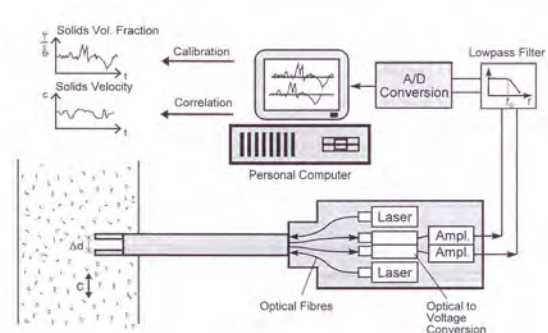 Solids Vol. Fraction
t
Solids Velocity
c
t
Calibration
Correlation
Personal Computer
A/D
Conversion
Lowpass Filter
f
Δd
c
Laser
Ampl.
Ampl.
Laser
Optical Fibres
Optical to
Voltage
Conversion